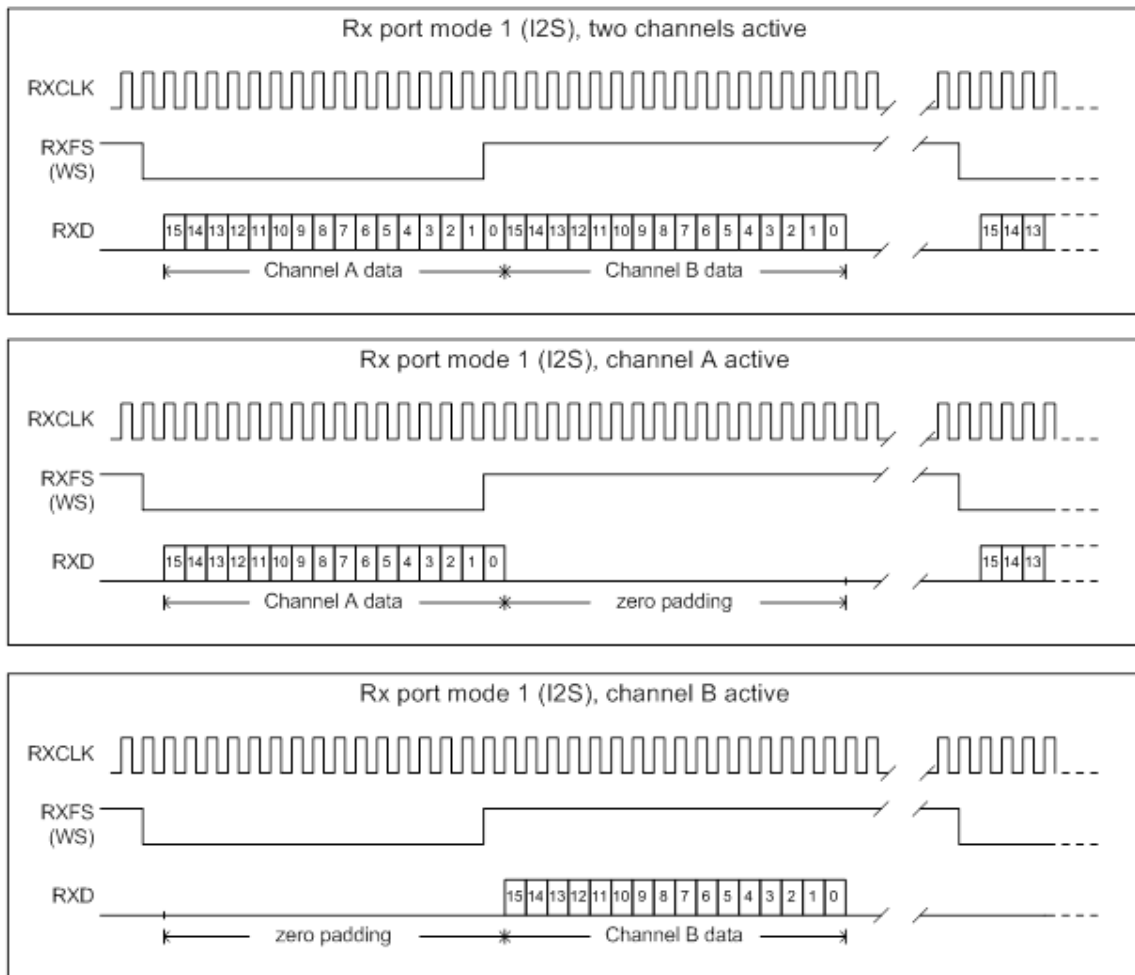 Rx port mode 1 (I2S), two channels active
RXCLK
RXFS
(WS)
RXD 15 14 13 12 11 10 9 8 7 6 5 4 3 2 1 0 15 14 13 12 11 10 9 8 7 6 5 4 3 2 1 0 15 14 13
Channel A data Channel B data
Rx port mode 1 (I2S), channel A active
RXCLK
RXFS
(WS)
RXD 15 14 13 12 11 10 9 8 7 6 5 4 3 2 1 0 15 14 13
Channel A data zero padding
Rx port mode 1 (I2S), channel B active
RXCLK
RXFS
(WS)
RXD 15 14 13 12 11 10 9 8 7 6 5 4 3 2 1 0
zero padding Channel B data